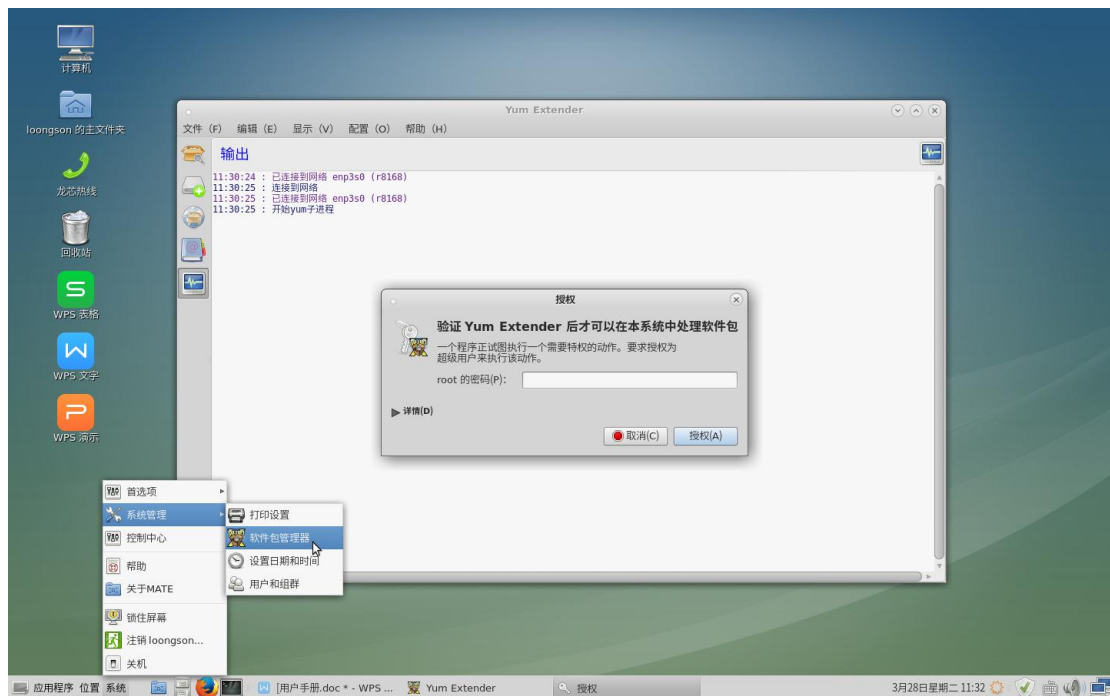 计算机
loongson 的主文件夹
龙芯热线
回收站
WPS 表格
WPS 文字
WPS 演示
Yum Extender
文件 (F) 编辑 (E) 显示 (V) 配置 (O) 帮助 (H)
输出
11:30:24 : 已连接到网络 enp3s0 (r8168)
11:30:25 : 连接到网络
11:30:25 : 已连接到网络 enp3s0 (r8168)
11:30:25 : 开始yum子进程
授权
验证 Yum Extender 后才可以在本系统中处理软件包
一个程序正试图执行一个需要特权的动作。要求授权为
超级用户来执行该动作。
root 的密码(P):
详情(D)
取消(C) 授权(A)
首选项
系统管理
控制中心
帮助
关于MATE
锁住屏幕
注销 loongson...
关机
打印设置
软件包管理器
设置日期和时间
用户和组群
应用程序 位置 系统
[用户手册.doc * - WPS ...
Yum Extender
授权
3月28日星期二 11:32